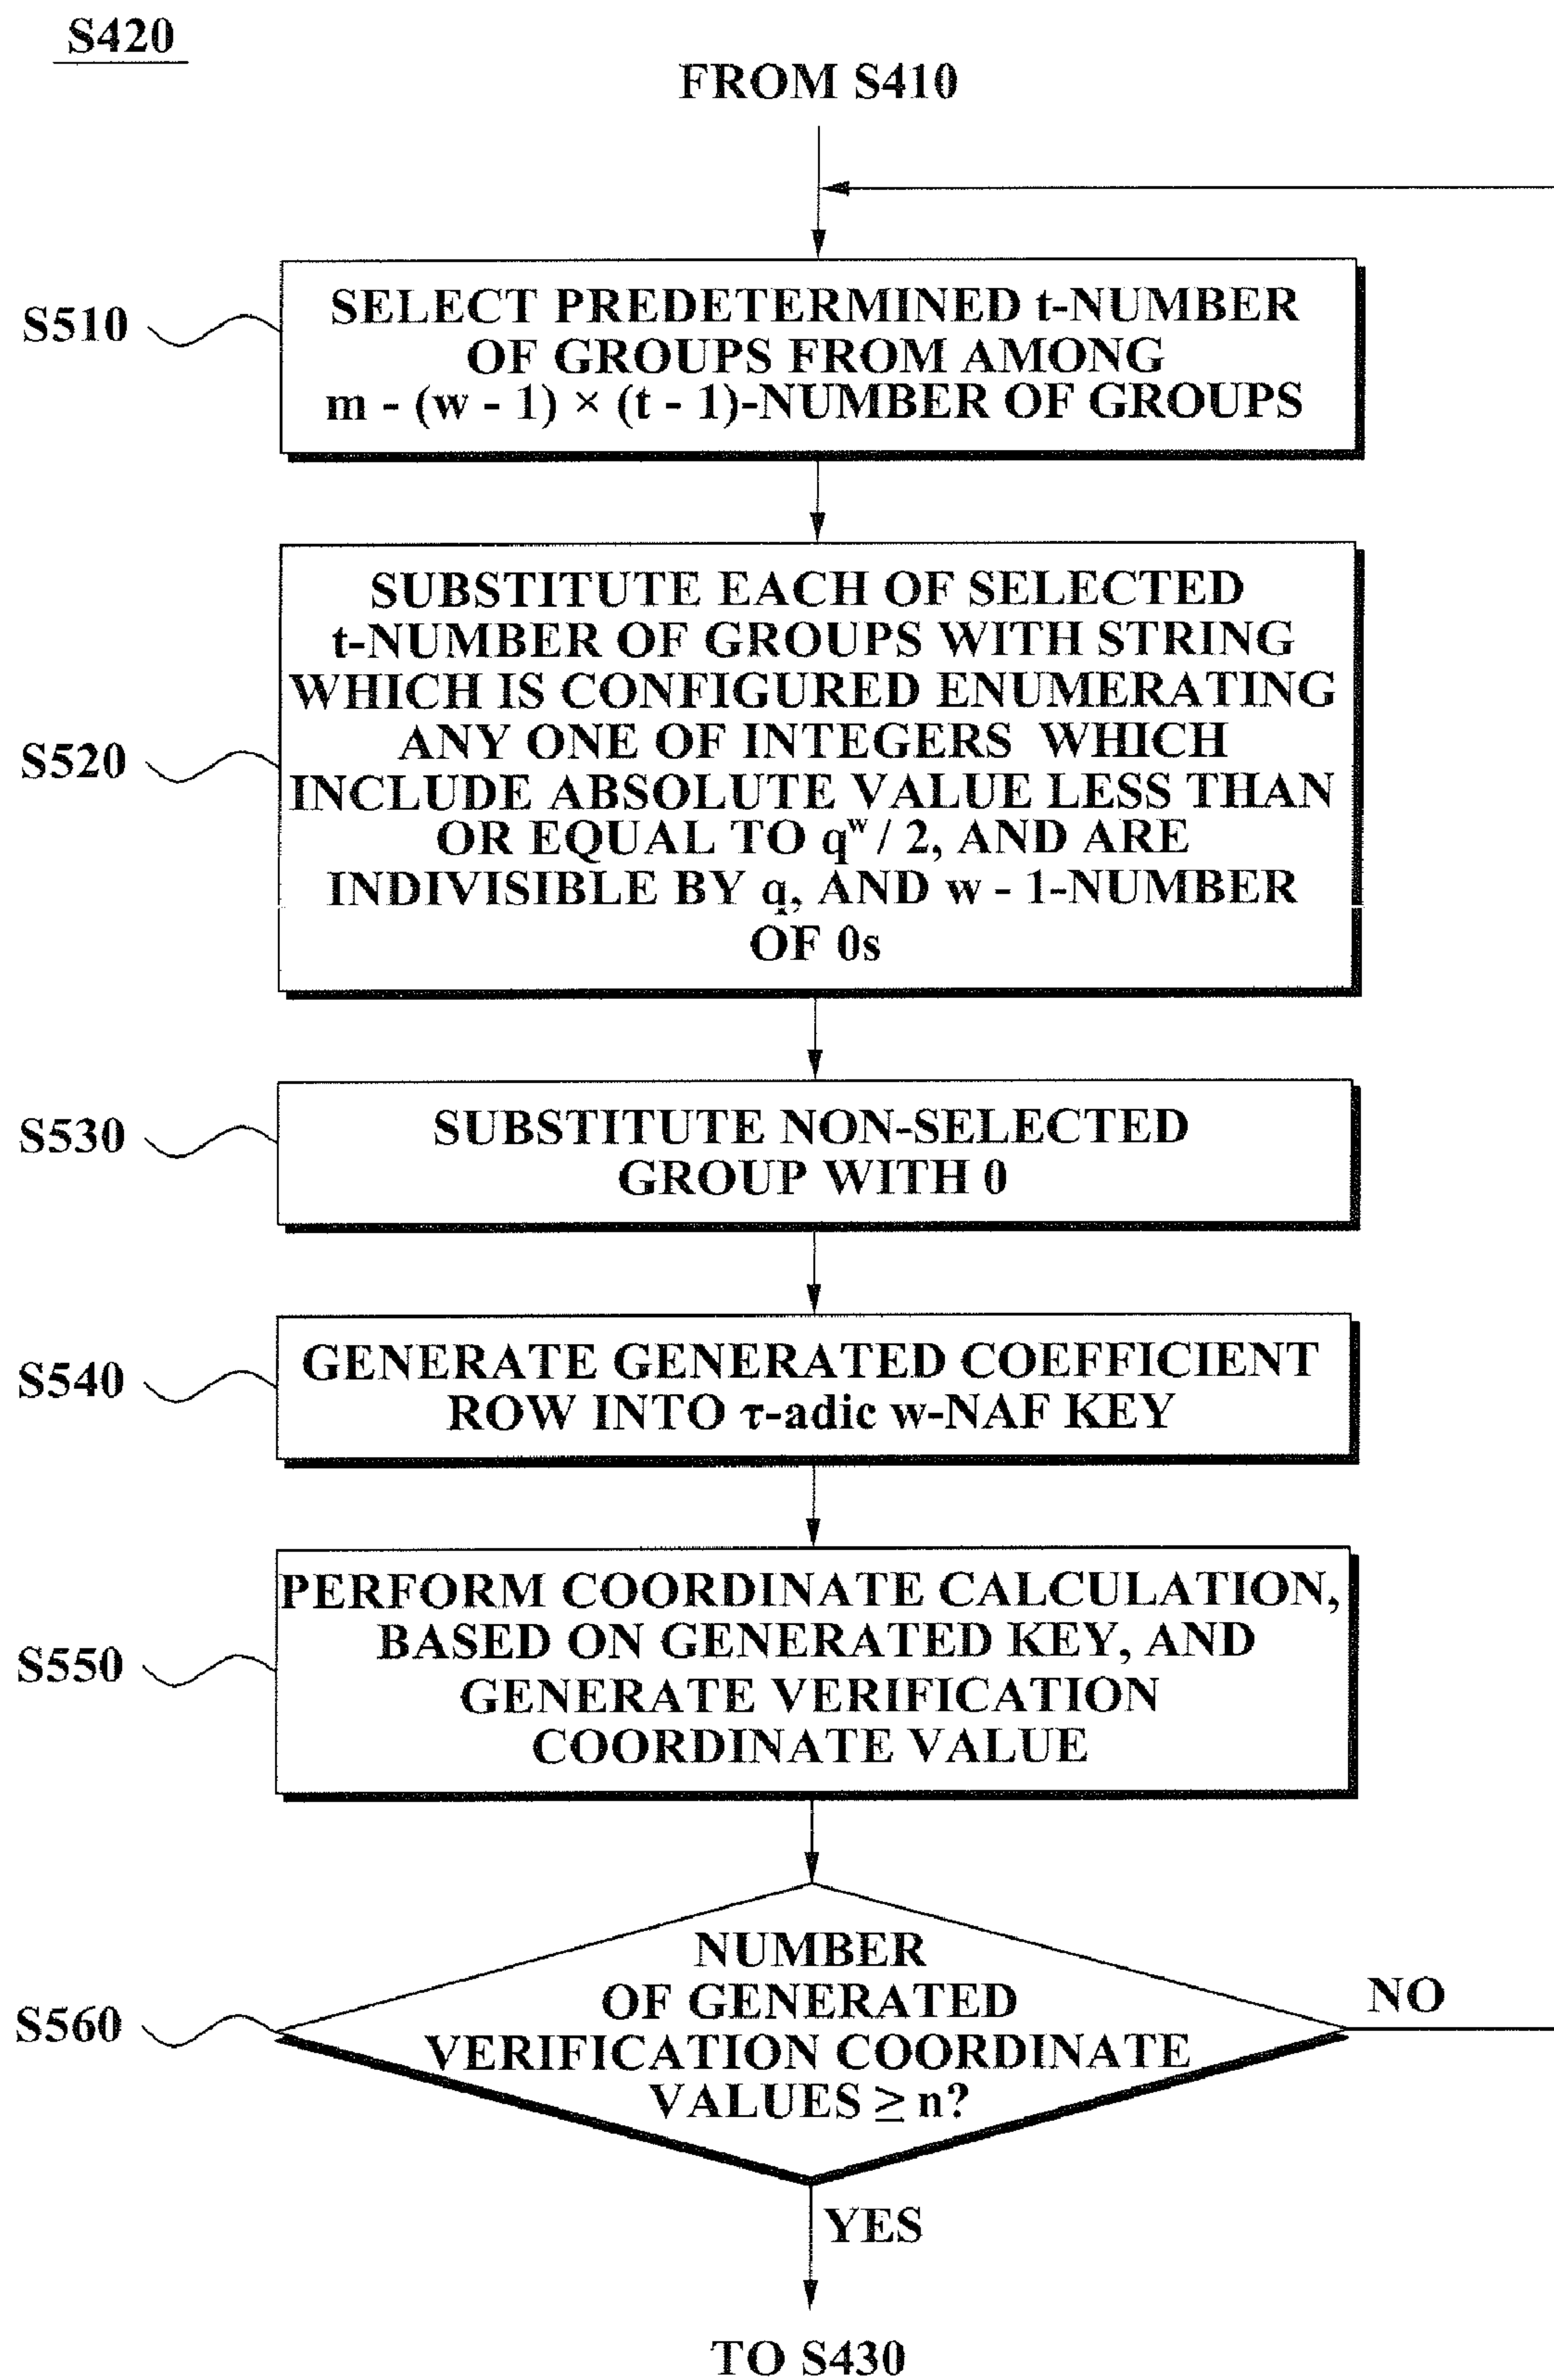 S420
FROM S410
S510
SELECT PREDETERMINED t-NUMBER
OF GROUPS FROM AMONG
m - (w - 1) × (t - 1)-NUMBER OF GROUPS
S520
SUBSTITUTE EACH OF SELECTED
t-NUMBER OF GROUPS WITH STRING
WHICH IS CONFIGURED ENUMERATING
ANY ONE OF INTEGERS WHICH
INCLUDE ABSOLUTE VALUE LESS THAN
OR EQUAL TO qʷ / 2, AND ARE
INDIVISIBLE BY q, AND w - 1-NUMBER
OF 0s
S530
SUBSTITUTE NON-SELECTED
GROUP WITH 0
S540
GENERATE GENERATED COEFFICIENT
ROW INTO τ-adic w-NAF KEY
S550
PERFORM COORDINATE CALCULATION,
BASED ON GENERATED KEY, AND
GENERATE VERIFICATION
COORDINATE VALUE
S560
NUMBER
OF GENERATED
VERIFICATION COORDINATE
VALUES ≥ n?
NO
YES
TO S430